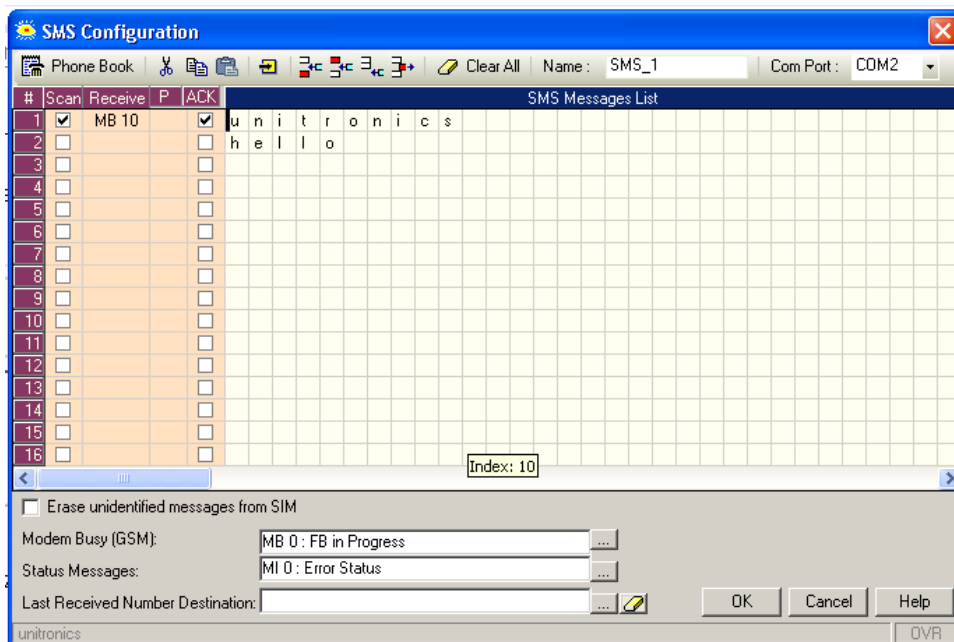 SMS Configuration
Phone Book Clear All Name : SMS_1 Com Port : COM2
# Scan Receive P ACK SMS Messages List
1 MB 10 unitronics
2 hello
3
4
5
6
7
8
9
10
11
12
13
14
15
16
Index: 10
Erase unidentified messages from SIM
Modem Busy (GSM): MB 0 : FB in Progress ...
Status Messages: MI 0 : Error Status ...
Last Received Number Destination: ... OK Cancel Help
unitronics OVR